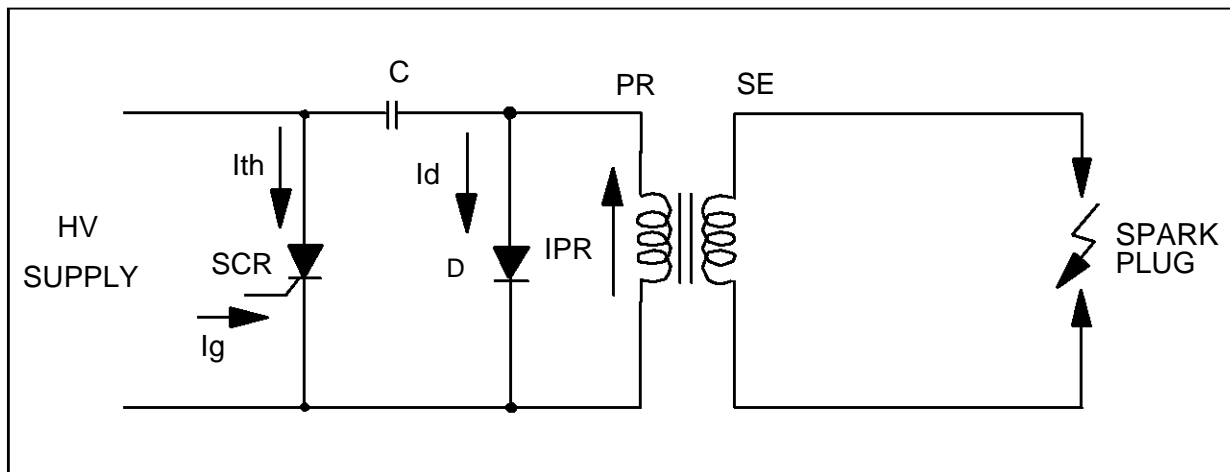 C
PR
SE
Ith
Id
HV
SUPPLY
SCR
D
IPR
SPARK
PLUG
Ig